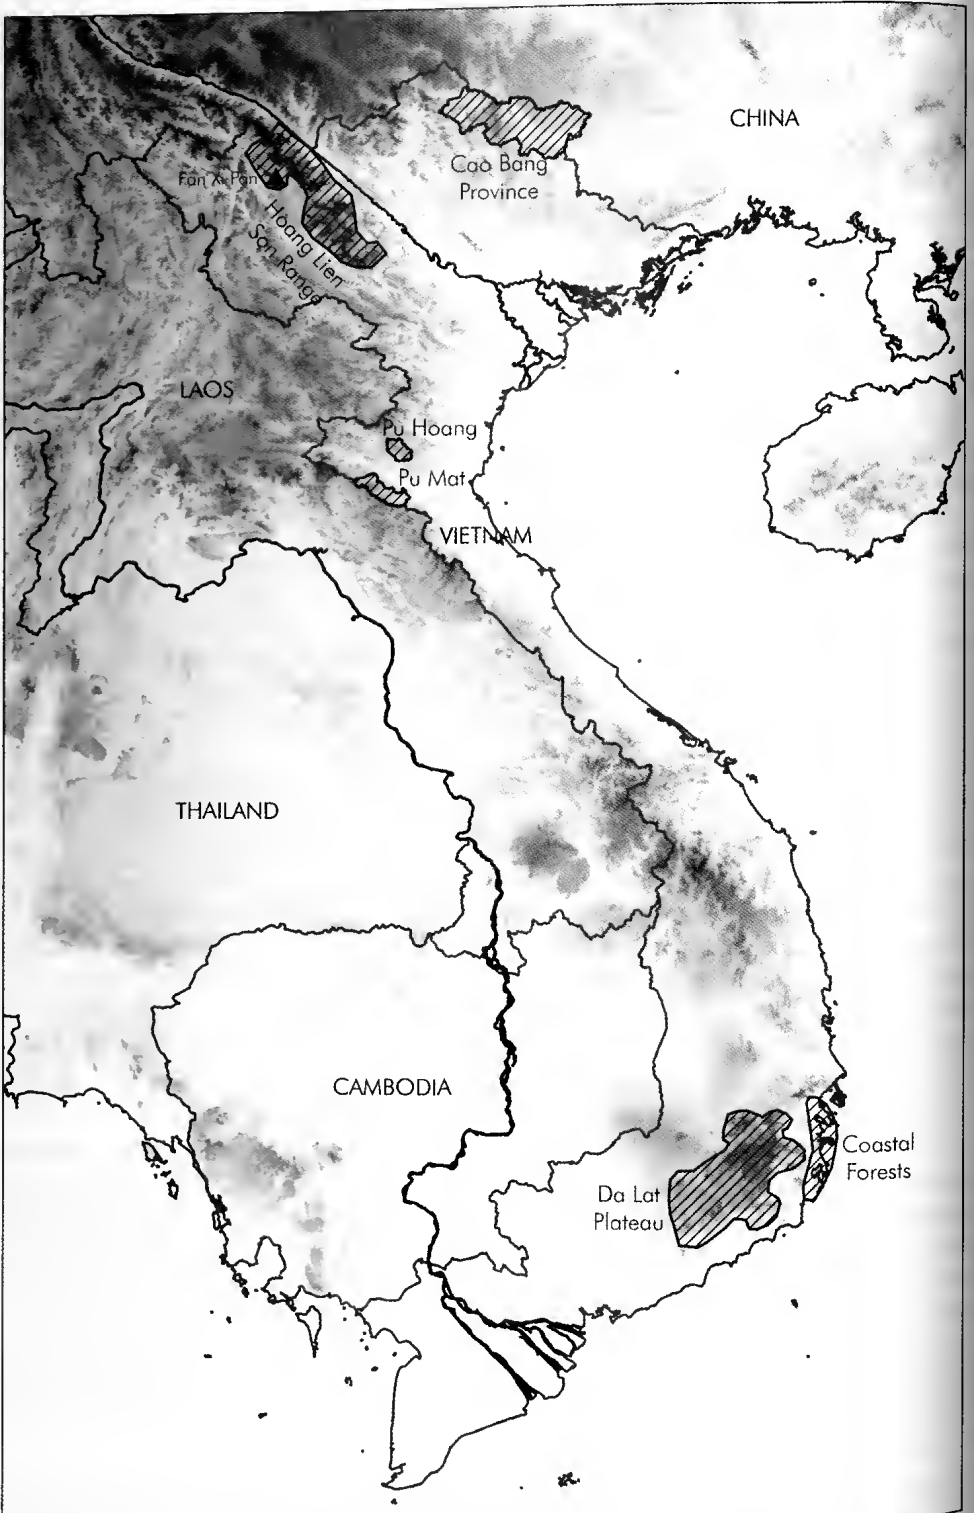 CHINA
Cao Bang
Province
Fan Xi Pan
Hoang Lien
San Range
LAOS
Pu Hoang
Pu Mat
VIETNAM
THAILAND
CAMBODIA
Coastal
Forests
Da Lat
Plateau